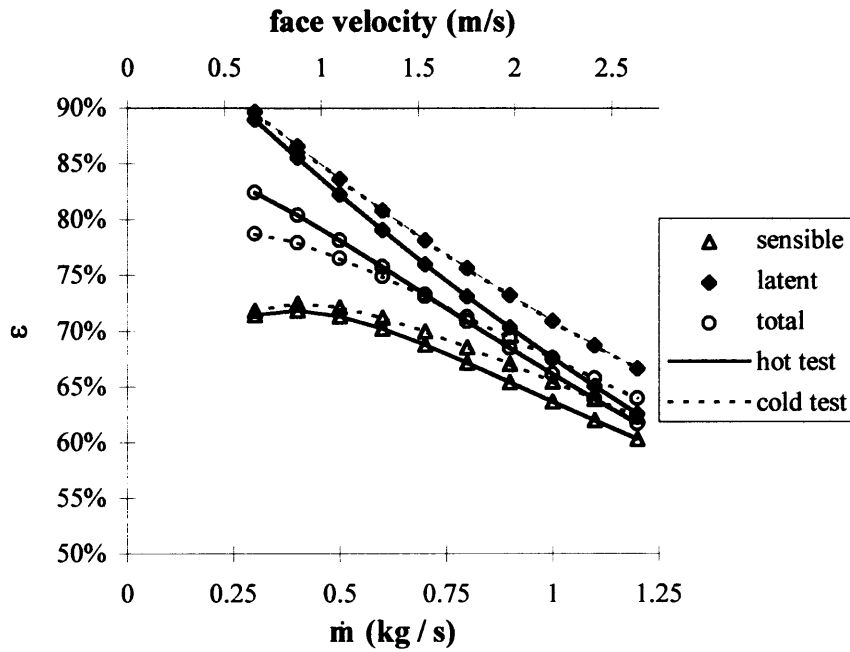 face velocity (m/s)
0 0.5 1 1.5 2 2.5
90%
85%
80%
75%
70%
65%
60%
55%
50%
ε
0 0.25 0.5 0.75 1 1.25
ṁ (kg / s)
sensible
latent
total
hot test
cold test